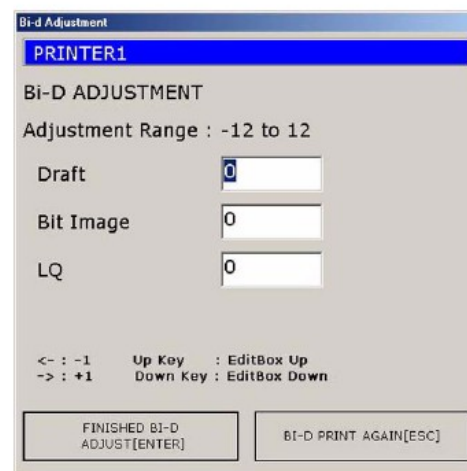 Bi-d Adjustment
PRINTER1
Bi-D ADJUSTMENT
Adjustment Range : -12 to 12
Draft 0
Bit Image 0
LQ 0
<- : -1 Up Key : EditBox Up
-> : +1 Down Key : EditBox Down
FINISHED BI-D
ADJUST[ENTER]
BI-D PRINT AGAIN[ESC]